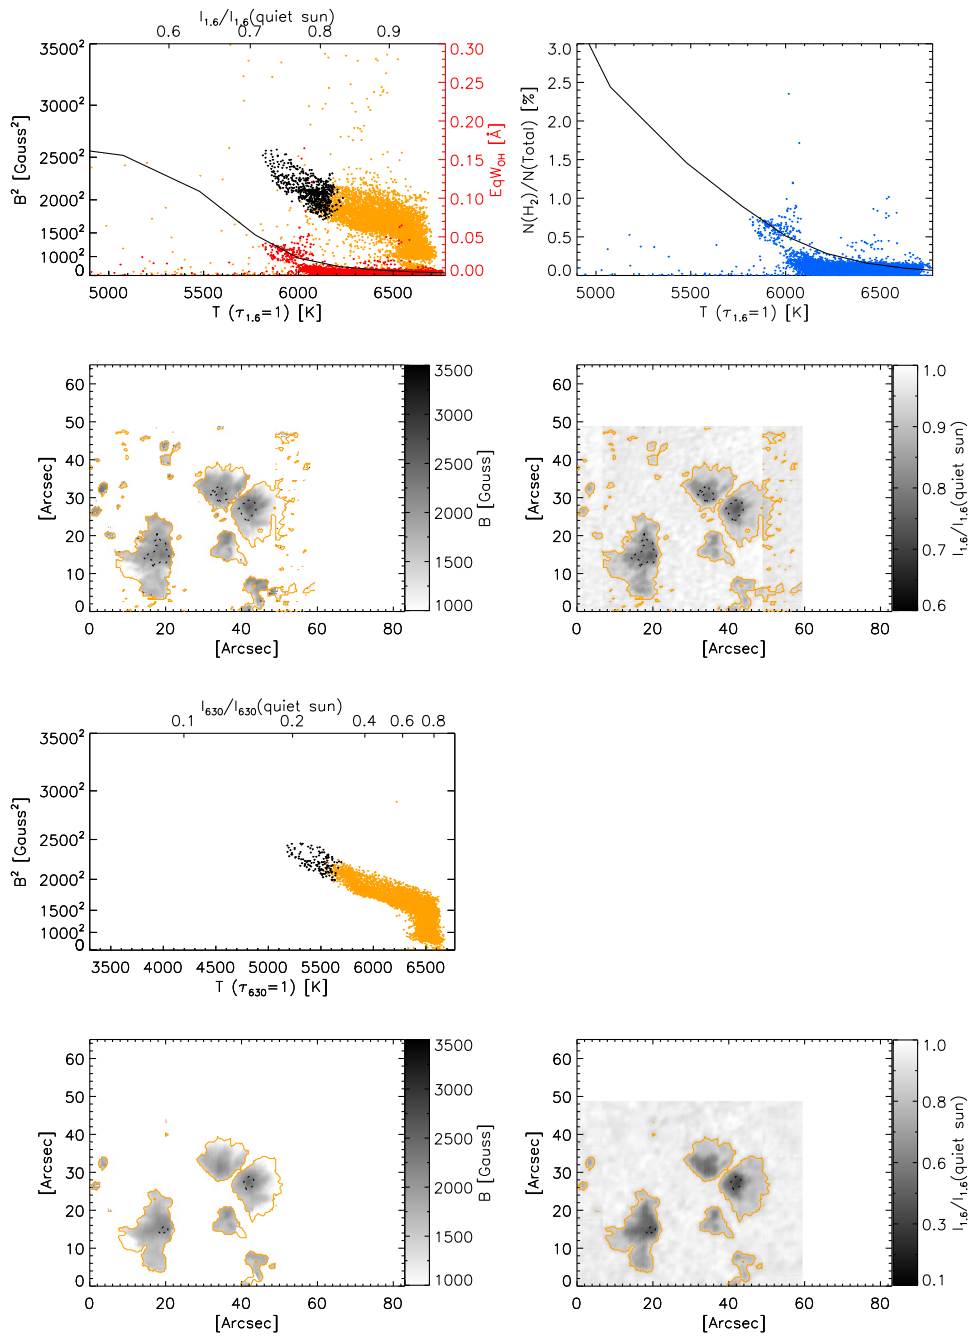 I1.6/I1.6(quiet sun)
0.6 0.7 0.8 0.9
3500² 3000² 2500² 2000² 1500² 1000² 0
B² [Gauss²]
0.30 0.25 0.20 0.15 0.10 0.05 0.00
EqWOH [Å]
5000 5500 6000 6500
T (τ1.6=1) [K]
3.0 2.5 2.0 1.5 1.0 0.5 0.0
N(H2)/N(Total) [%]
5000 5500 6000 6500
T (τ1.6=1) [K]
60 50 40 30 20 10 0
[Arcsec]
0 20 40 60 80
[Arcsec]
3500 3000 2500 2000 1500 1000
B [Gauss]
60 50 40 30 20 10 0
[Arcsec]
0 20 40 60 80
[Arcsec]
1.0 0.9 0.8 0.7 0.6
I1.6/I1.6(quiet sun)
I630/I630(quiet sun)
0.1 0.2 0.4 0.6 0.8
3500² 3000² 2500² 2000² 1500² 1000² 0
B² [Gauss²]
3500 4000 4500 5000 5500 6000 6500
T (τ630=1) [K]
60 50 40 30 20 10 0
[Arcsec]
0 20 40 60 80
[Arcsec]
3500 3000 2500 2000 1500 1000
B [Gauss]
60 50 40 30 20 10 0
[Arcsec]
0 20 40 60 80
[Arcsec]
1.0 0.8 0.6 0.3 0.1
I1.6/I1.6(quiet sun)